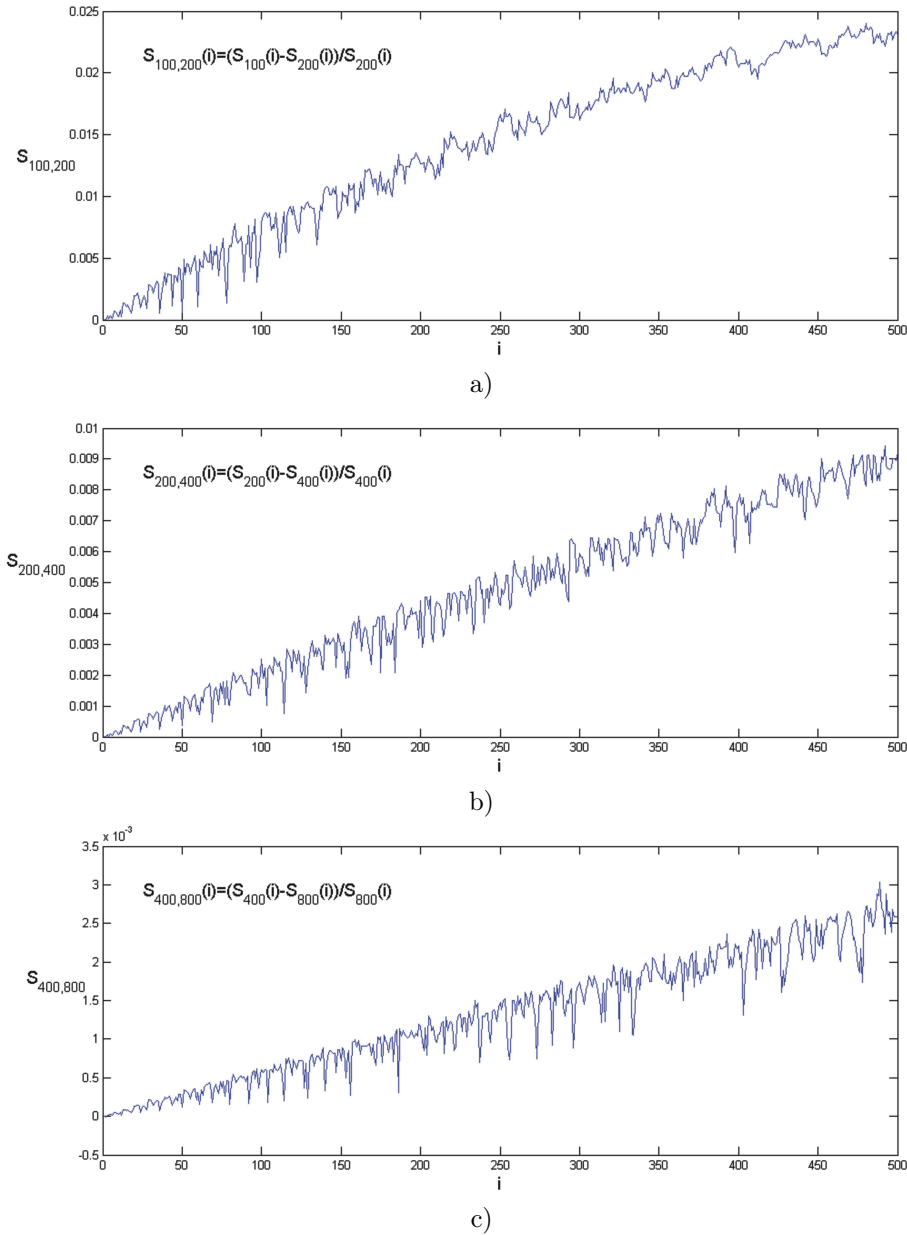 0.025
S100,200(i)=(S100(i)-S200(i))/S200(i)
0.02
0.015
S100,200
0.01
0.005
0
0 50 100 150 200 250 300 350 400 450 500
i
a)
0.01
0.009
S200,400(i)=(S200(i)-S400(i))/S400(i)
0.008
0.007
0.006
S200,400
0.005
0.004
0.003
0.002
0.001
0
0 50 100 150 200 250 300 350 400 450 500
i
b)
x 10-3
3.5
3
S400,800(i)=(S400(i)-S800(i))/S800(i)
2.5
2
S400,800
1.5
1
0.5
0
-0.5
0 50 100 150 200 250 300 350 400 450 500
i
c)